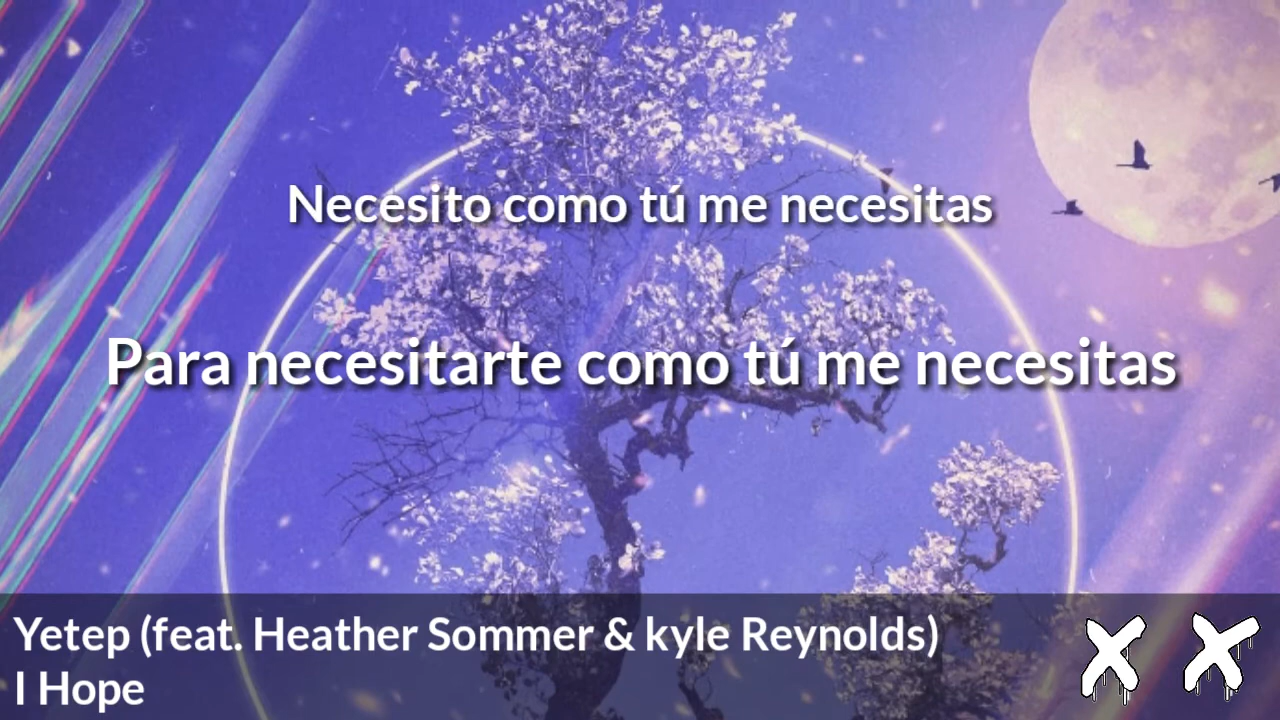 Necesito como tú me necesitas
Para necesitarte como tú me necesitas
Yetep (feat. Heather Sommer & kyle Reynolds)
I Hope